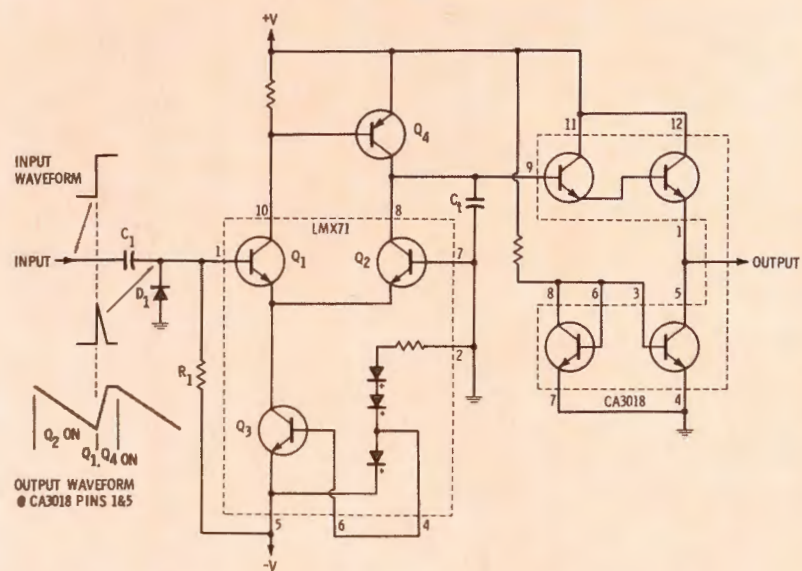 +V
Q4
11
12
INPUT
WAVEFORM
9
10
8
Ct
LMX71
C1
INPUT
1
Q1
Q2
7
1
OUTPUT
D1
8
6
3
5
2
R1
Q2 ON
Q1, Q4 ON
Q3
7
4
CA3018
OUTPUT WAVEFORM
@ CA3018 PINS 1&5
5
6
4
-V